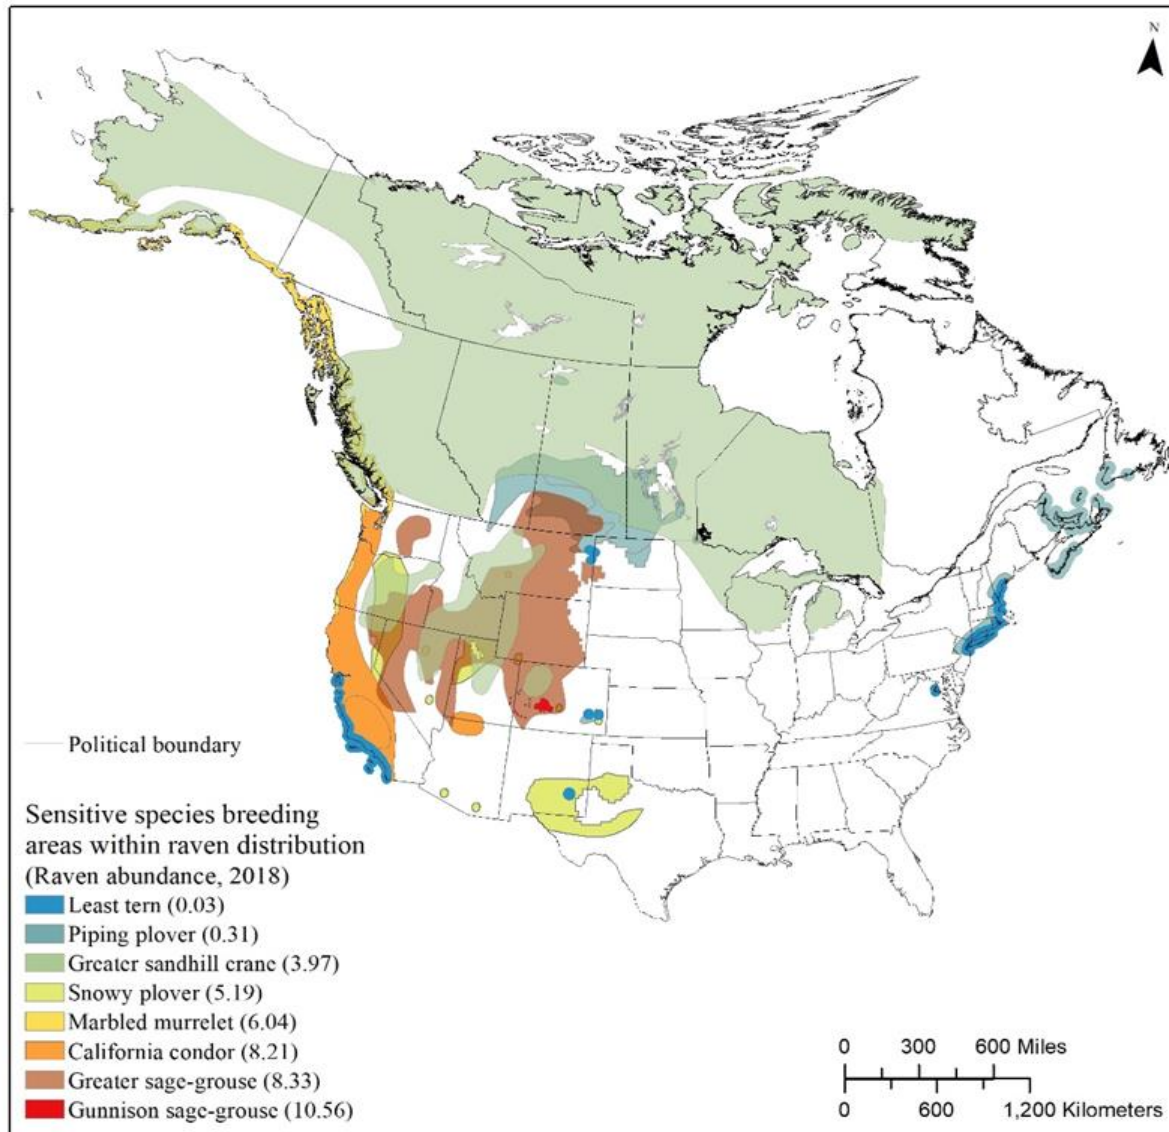 N
Political boundary
Sensitive species breeding
areas within raven distribution
(Raven abundance, 2018)
Least tern (0.03)
Piping plover (0.31)
Greater sandhill crane (3.97)
Snowy plover (5.19)
Marbled murrelet (6.04)
California condor (8.21)
Greater sage-grouse (8.33)
Gunnison sage-grouse (10.56)
0 300 600 Miles
0 600 1,200 Kilometers